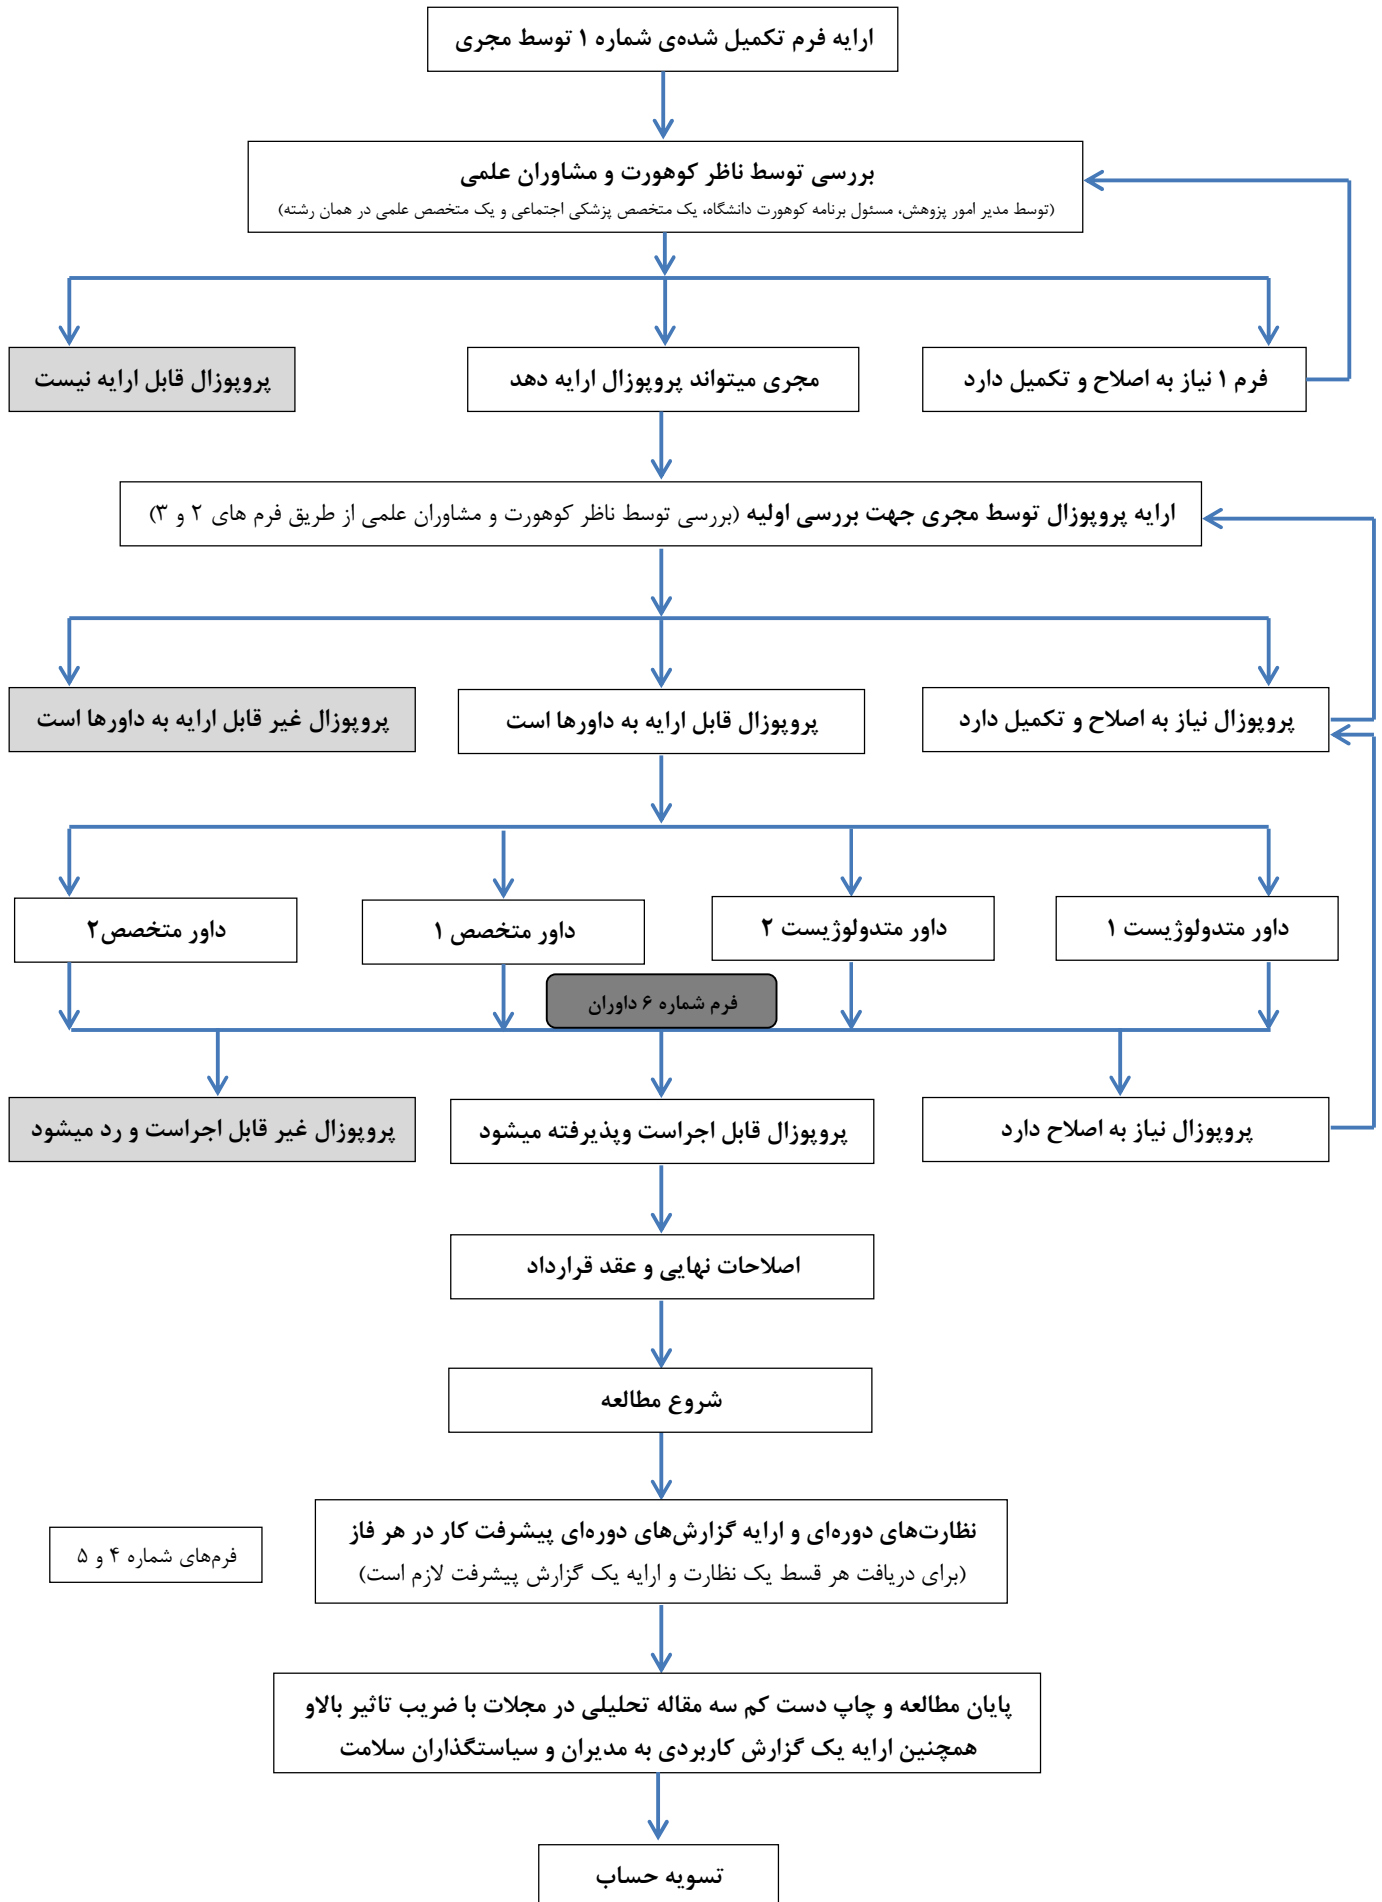 ارایه فرم تکمیل شده‌ی شماره ۱ توسط مجری
بررسی توسط ناظر کوهورت و مشاوران علمی
(توسط مدیر امور پزوهش، مسئول برنامه کوهورت دانشگاه، یک متخصص پزشکی اجتماعی و یک متخصص علمی در همان رشته)
فرم ۱ نیاز به اصلاح و تکمیل دارد
مجری میتواند پروپوزال ارایه دهد
پروپوزال قابل ارایه نیست
ارایه پروپوزال توسط مجری جهت بررسی اولیه (بررسی توسط ناظر کوهورت و مشاوران علمی از طریق فرم های ۲ و ۳)
پروپوزال نیاز به اصلاح و تکمیل دارد
پروپوزال قابل ارایه به داورها است
پروپوزال غیر قابل ارایه به داورها است
داور متدولوژیست ۱
داور متدولوژیست ۲
داور متخصص ۱
داور متخصص۲
فرم شماره ۶ داوران
پروپوزال نیاز به اصلاح دارد
پروپوزال قابل اجراست وپذیرفته میشود
پروپوزال غیر قابل اجراست و رد میشود
اصلاحات نهایی و عقد قرارداد
شروع مطالعه
نظارت‌های دوره‌ای و ارایه گزارش‌های دوره‌ای پیشرفت کار در هر فاز
(برای دریافت هر قسط یک نظارت و ارایه یک گزارش پیشرفت لازم است)
فرم‌های شماره ۴ و ۵
پایان مطالعه و چاپ دست کم سه مقاله تحلیلی در مجلات با ضریب تاثیر بالاو
همچنین ارایه یک گزارش کاربردی به مدیران و سیاستگذاران سلامت
تسویه حساب